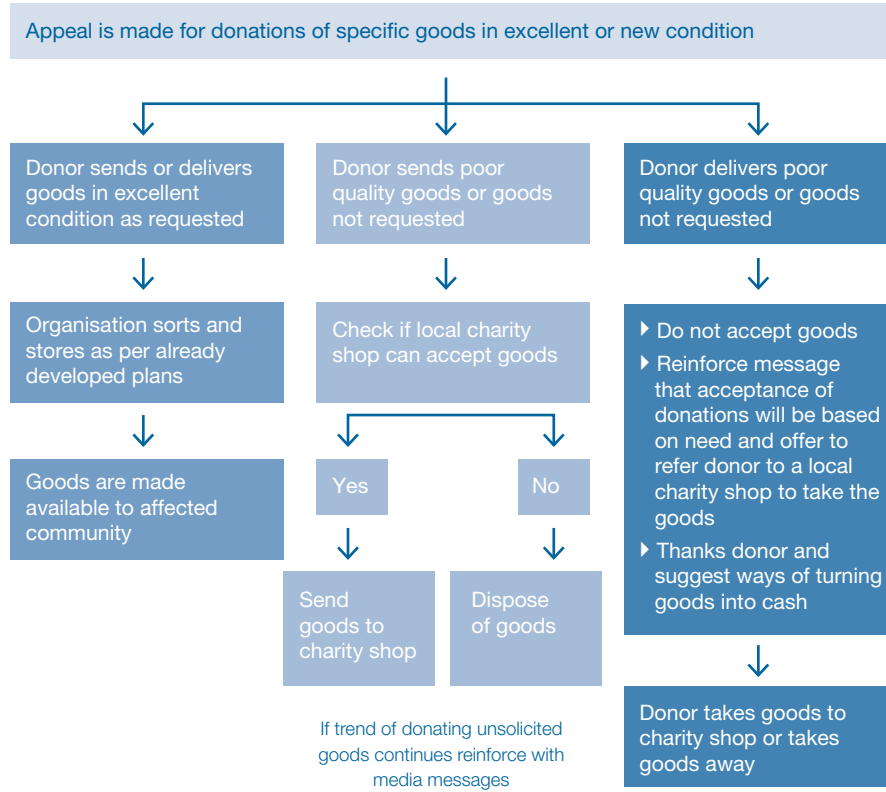 Appeal is made for donations of specific goods in excellent or new condition
Donor sends or delivers
goods in excellent
condition as requested
Organisation sorts and
stores as per already
developed plans
Goods are made
available to affected
community
Donor sends poor
quality goods or goods
not requested
Check if local charity
shop can accept goods
Yes
No
Send
goods to
charity shop
Dispose
of goods
If trend of donating unsolicited
goods continues reinforce with
media messages
Donor delivers poor
quality goods or goods
not requested
Do not accept goods
Reinforce message
that acceptance of
donations will be based
on need and offer to
refer donor to a local
charity shop to take the
goods
Thanks donor and
suggest ways of turning
goods into cash
Donor takes goods to
charity shop or takes
goods away